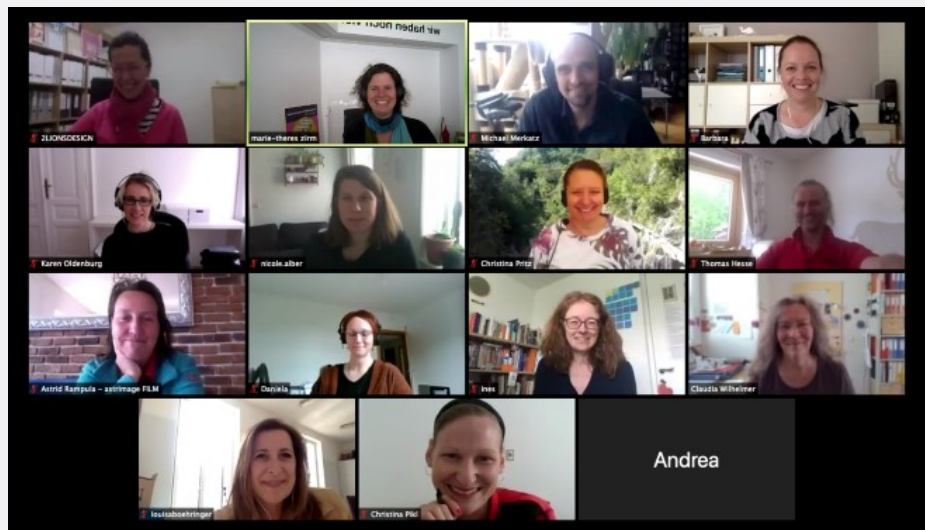 wir haben noch
2LIONSDESIGN
marie-theres zirm
Michael Merkatz
Barbara
Karen Oldenburg
nicole.alber
Christina Pritz
Thomas Hesse
Astrid Rampula – astrimage FILM
Daniela
Ines
Claudia Wilhelmer
louisaboehringer
Christina Pikl
Andrea